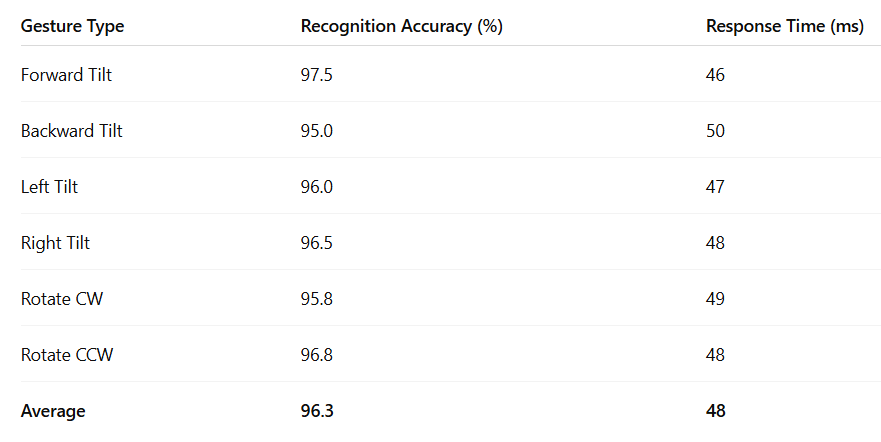 Gesture Type Recognition Accuracy (%) Response Time (ms)
Forward Tilt 97.5 46
Backward Tilt 95.0 50
Left Tilt 96.0 47
Right Tilt 96.5 48
Rotate CW 95.8 49
Rotate CCW 96.8 48
Average 96.3 48